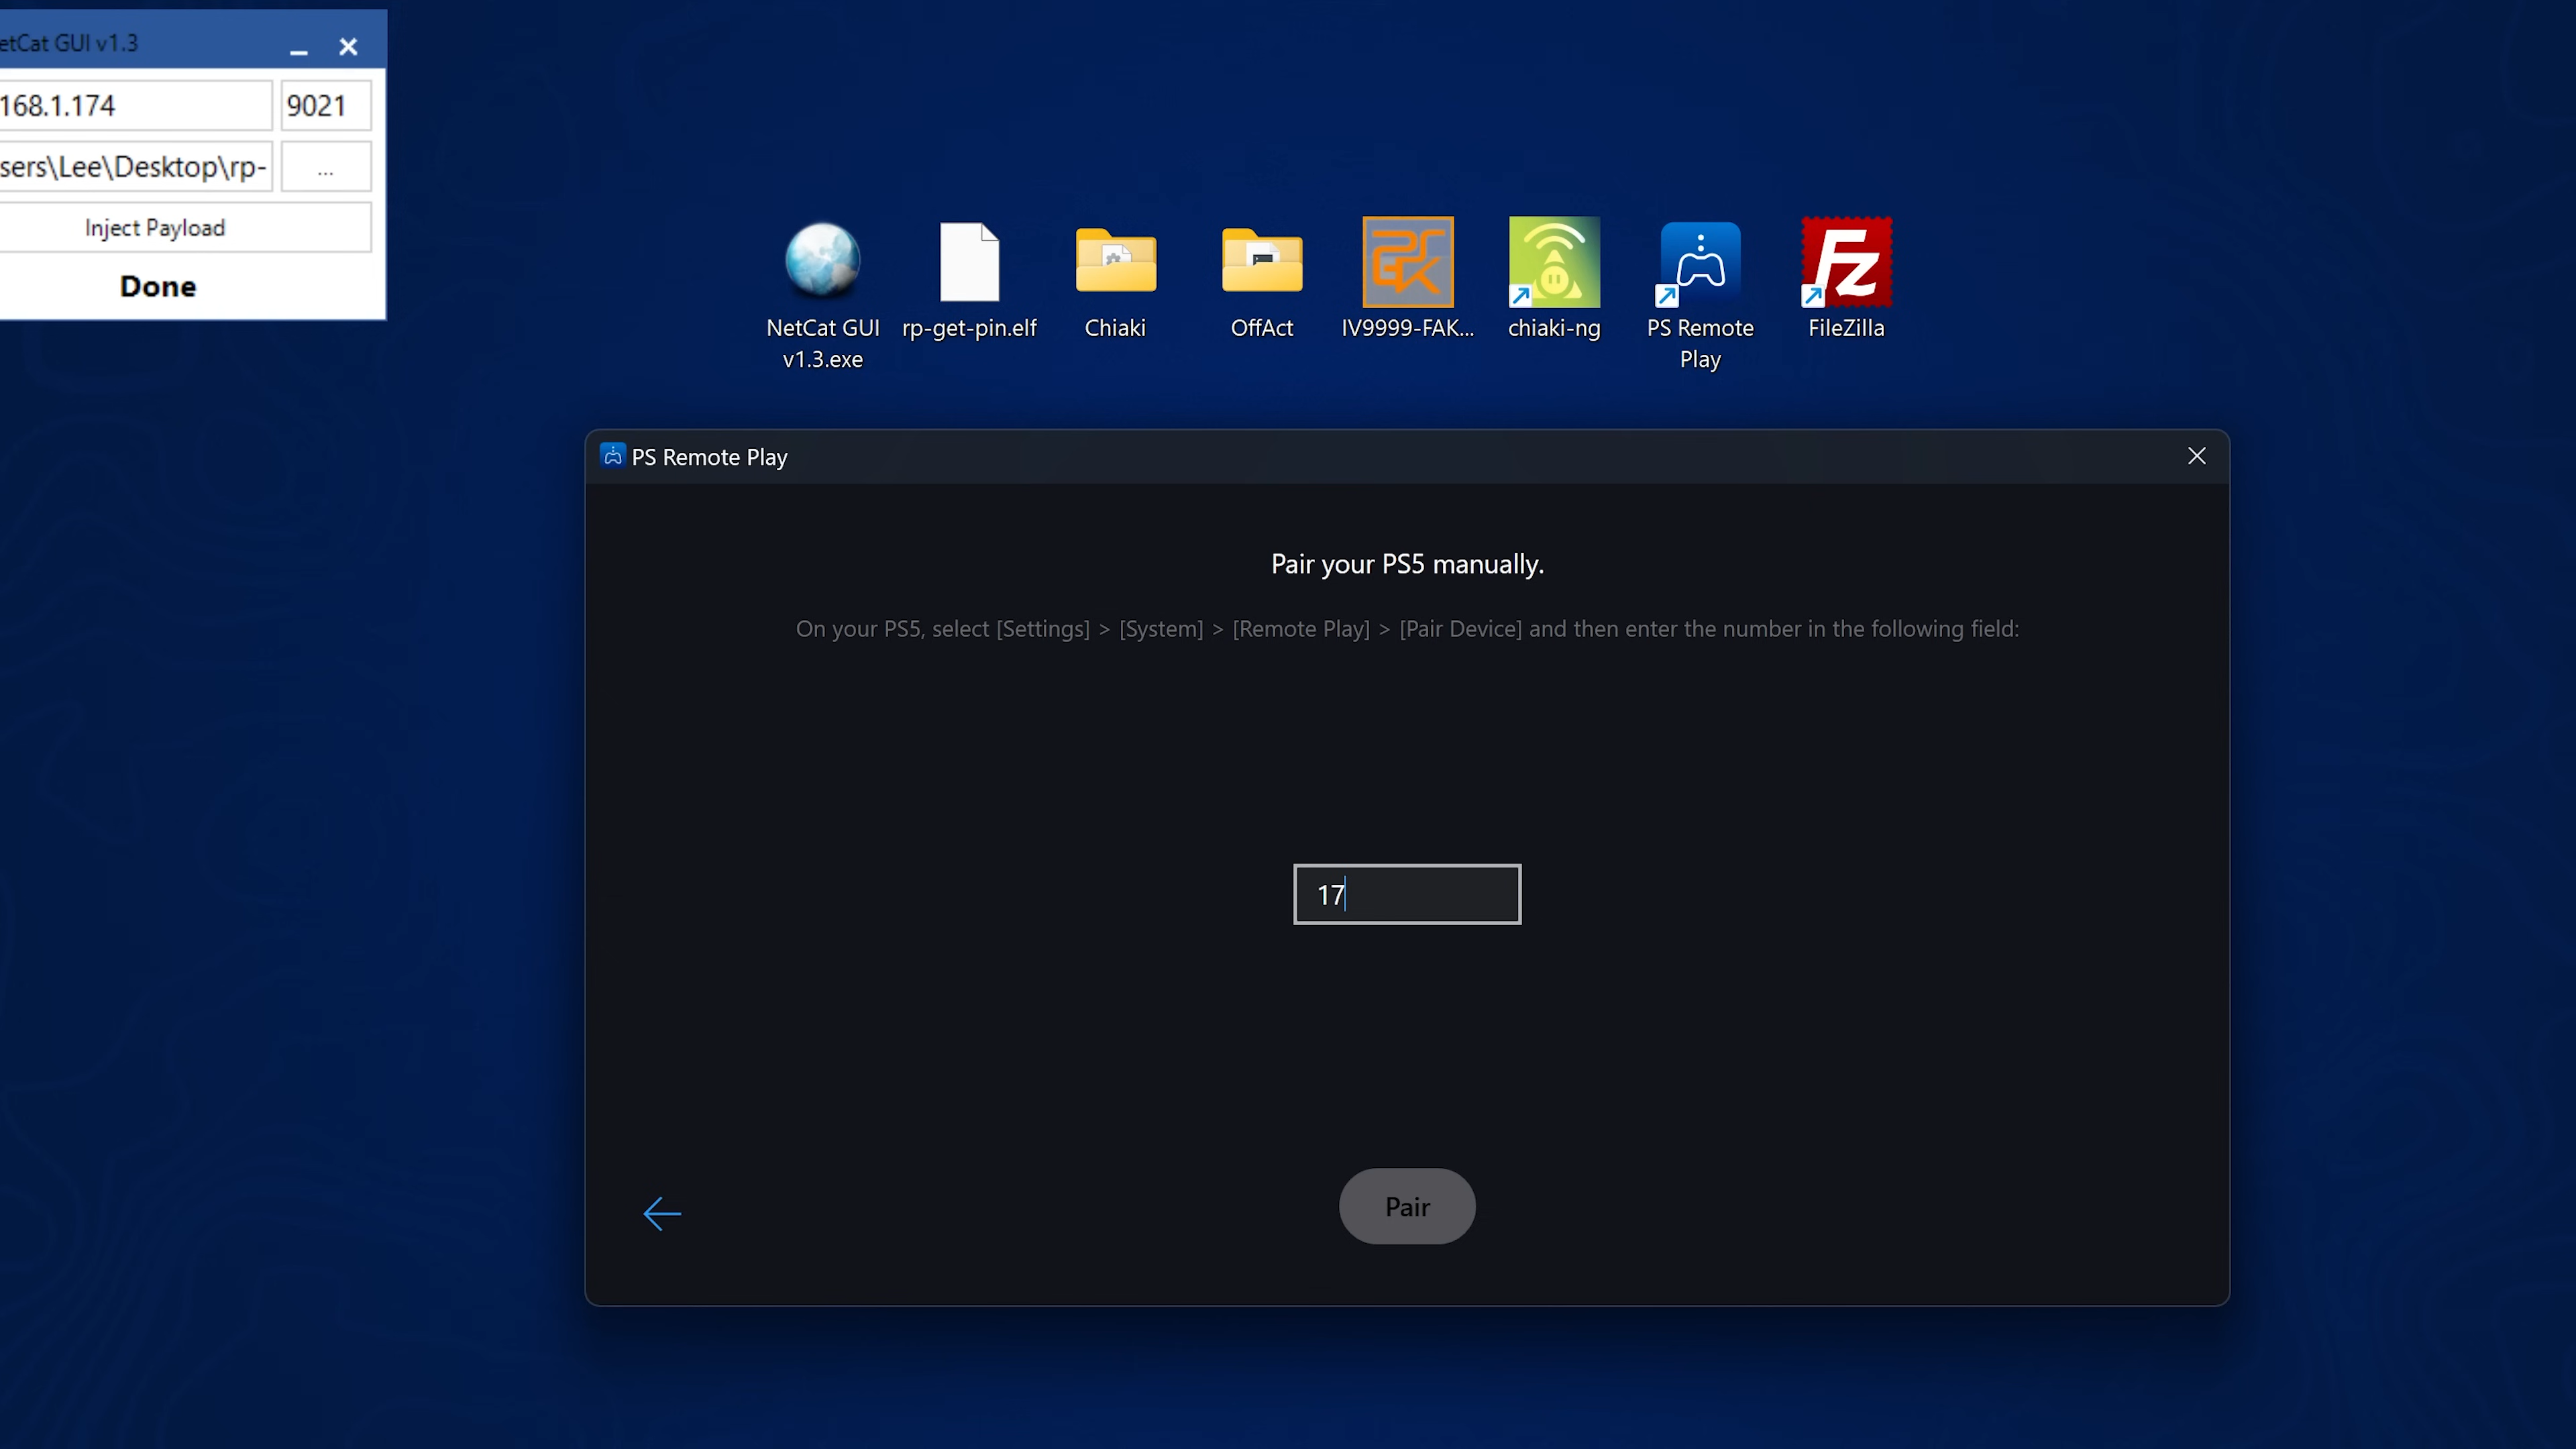 etCat GUI v1.3
168.1.174
9021
sers\Lee\Desktop\rp-
...
Inject Payload
Done
NetCat GUI
v1.3.exe
rp-get-pin.elf
Chiaki
OffAct
IV9999-FAK...
chiaki-ng
PS Remote
Play
FileZilla
PS Remote Play
Pair your PS5 manually.
On your PS5, select [Settings] > [System] > [Remote Play] > [Pair Device] and then enter the number in the following field:
17
Pair